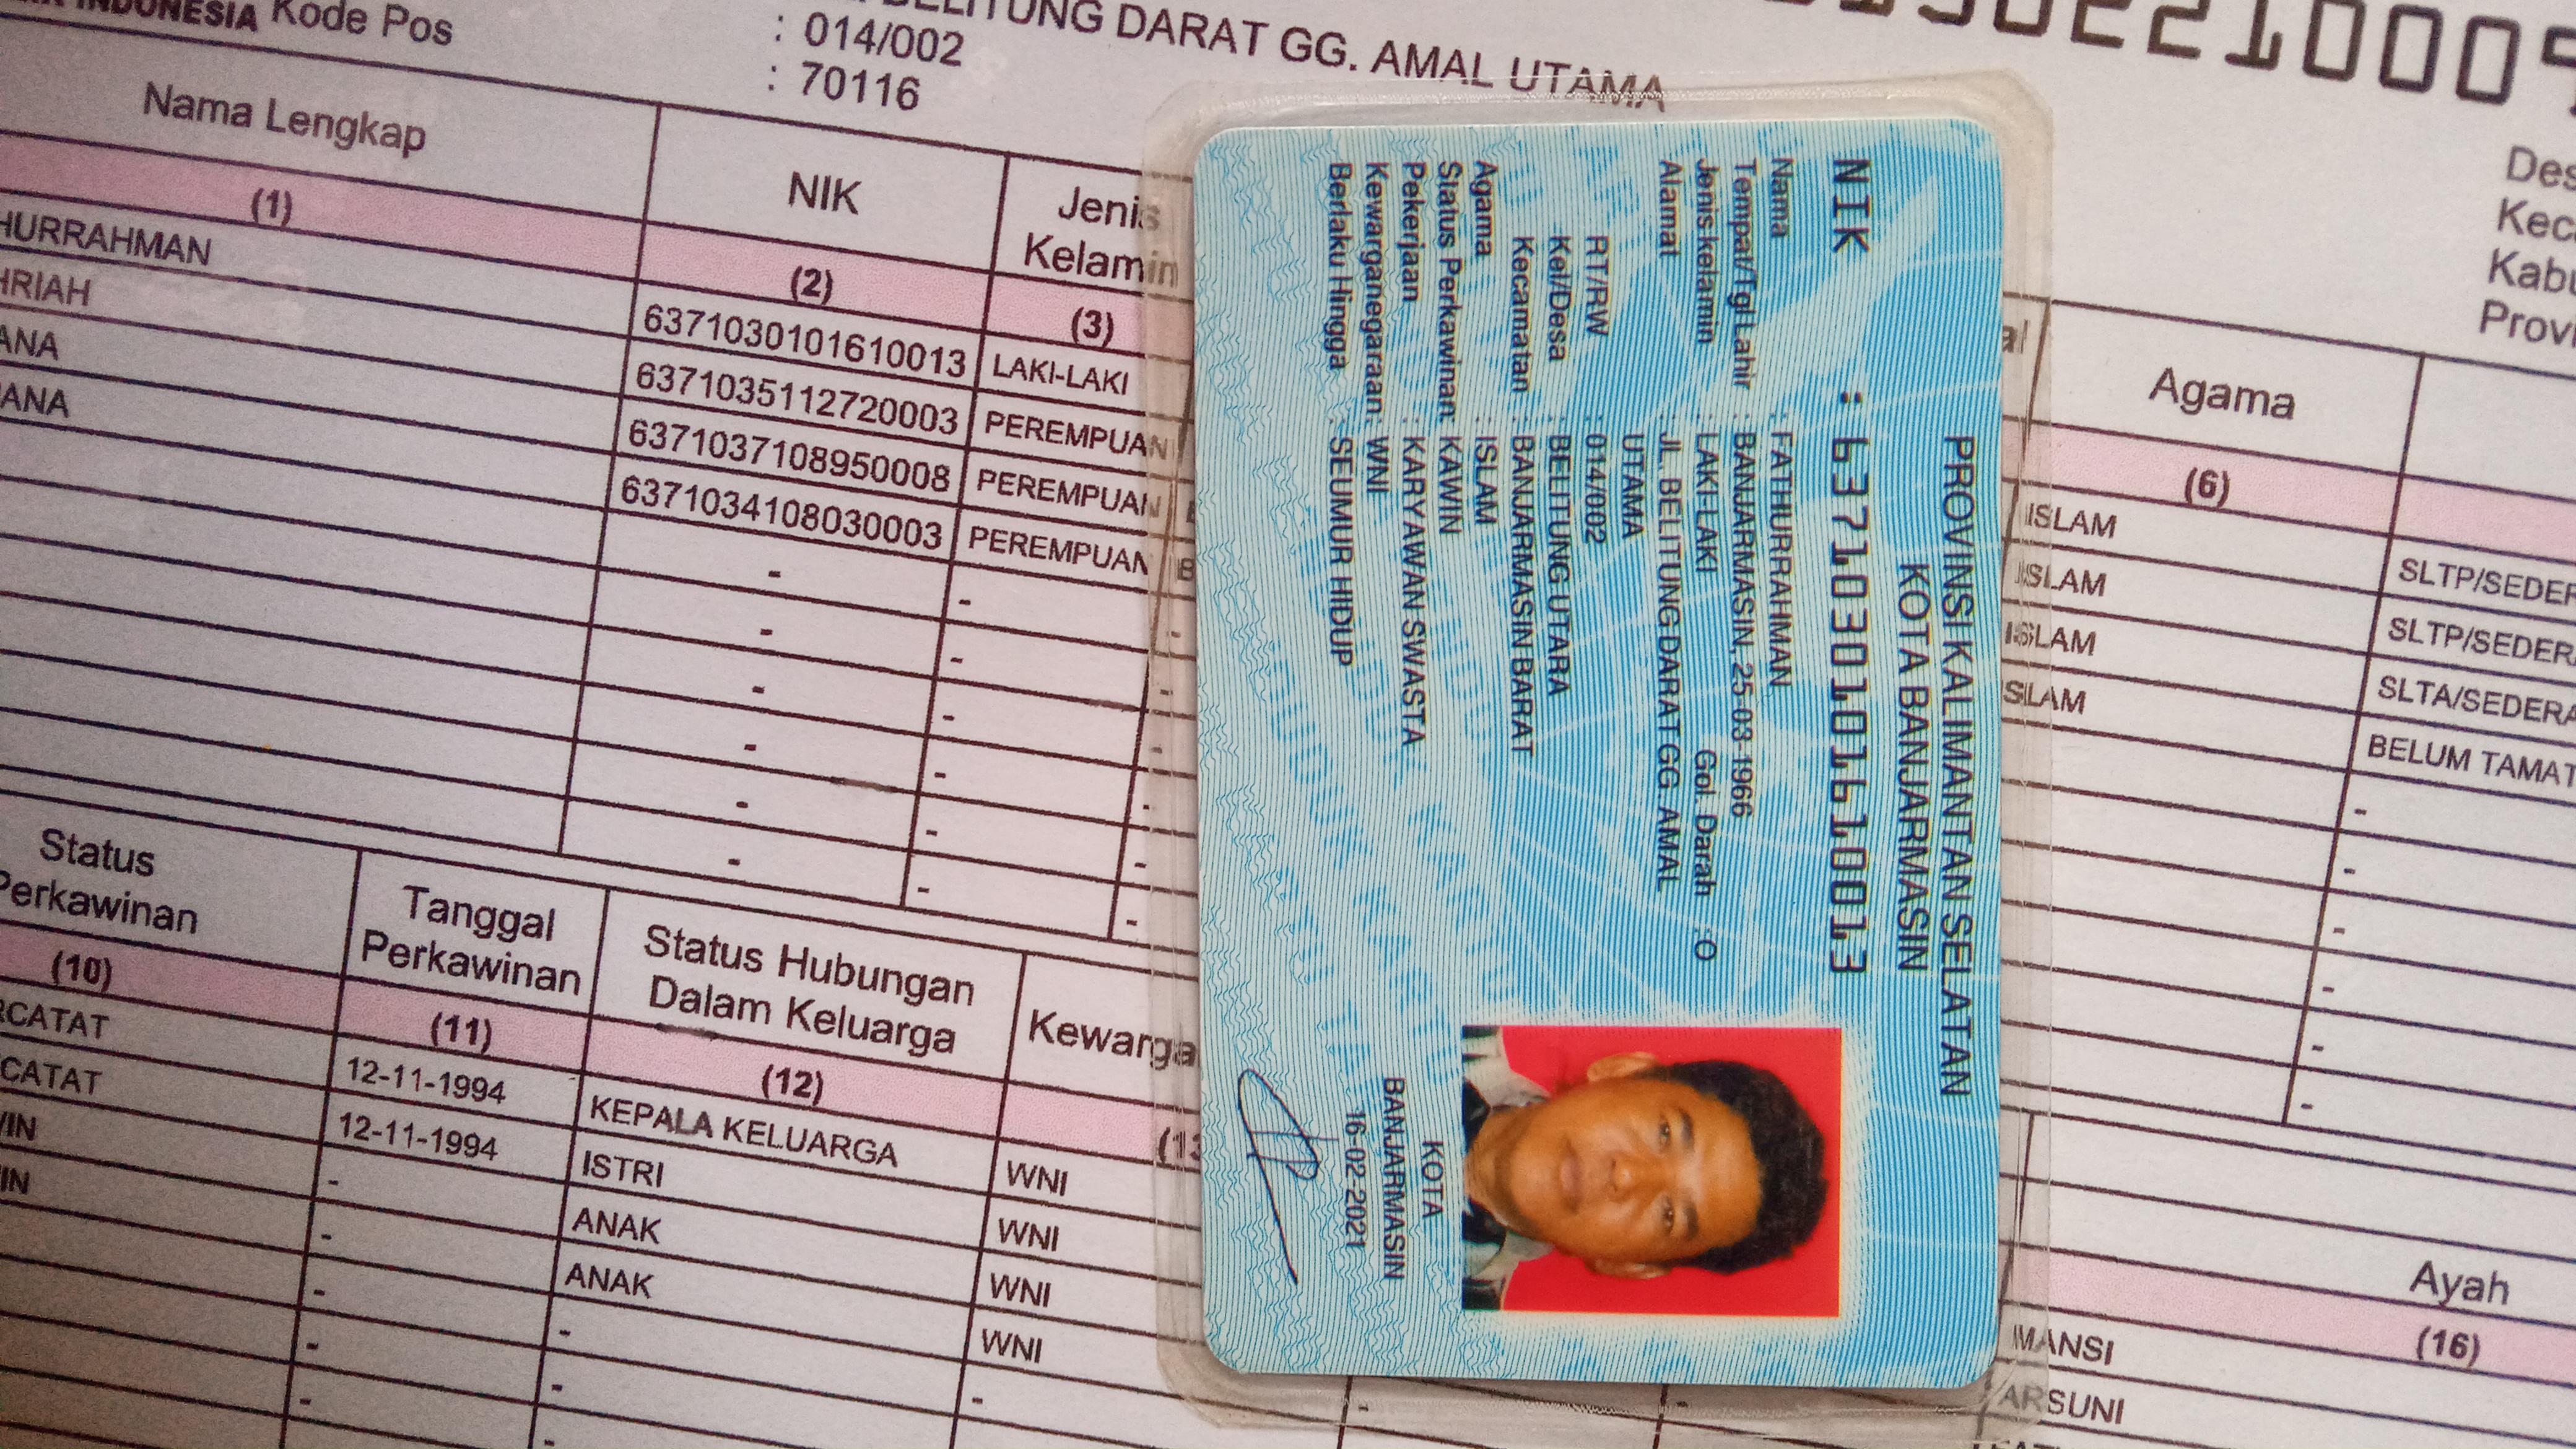 INDONESIA Kode Pos
BELITUNG DARAT GG. AMAL UTAMA
: 014/002
: 70116
Nama Lengkap
NIK
Jenis
Kelamin
Agama
(1)
(2)
(3)
(6)
HURRAHMAN
6371030101610013
LAKI-LAKI
ISLAM
SLTP/SEDER
HRIAH
6371035112720003
PEREMPUAN
ISLAM
SLTP/SEDER
ANA
6371037108950008
PEREMPUAN
ISLAM
SLTA/SEDERA
ANA
6371034108030003
PEREMPUAN
ISLAM
BELUM TAMAT
Des
Kec
Kabu
Provi
Status
Perkawinan
Tanggal
Perkawinan
Status Hubungan
Dalam Keluarga
Kewarga
Ayah
(10)
(11)
(12)
(13
(16)
RCATAT
12-11-1994
KEPALA KELUARGA
WNI
MANSI
CATAT
12-11-1994
ISTRI
WNI
ARSUNI
WIN
-
ANAK
WNI
IN
-
ANAK
WNI
PROVINSI KALIMANTAN SELATAN
KOTA BANJARMASIN
NIK : 6371030101610013
Nama : FATHURRAHMAN
Tempat/Tgl Lahir : BANJARMASIN, 25-03-1966
Jenis kelamin : LAKI-LAKI Gol. Darah : O
Alamat : JL. BELITUNG DARAT GG AMAL
UTAMA
RT/RW : 014/002
Kel/Desa : BELITUNG UTARA
Kecamatan : BANJARMASIN BARAT
Agama : ISLAM
Status Perkawinan: KAWIN
Pekerjaan : KARYAWAN SWASTA
Kewarganegaraan: WNI
Berlaku Hingga : SEUMUR HIDUP
KOTA
BANJARMASIN
16-02-2021